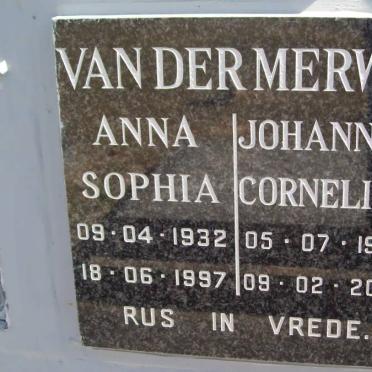 VAN DER MERW
ANNA JOHANN
SOPHIA CORNELI
09·04·1932 05·07·19
18·06·1997 09·02·20
RUS IN VREDE.